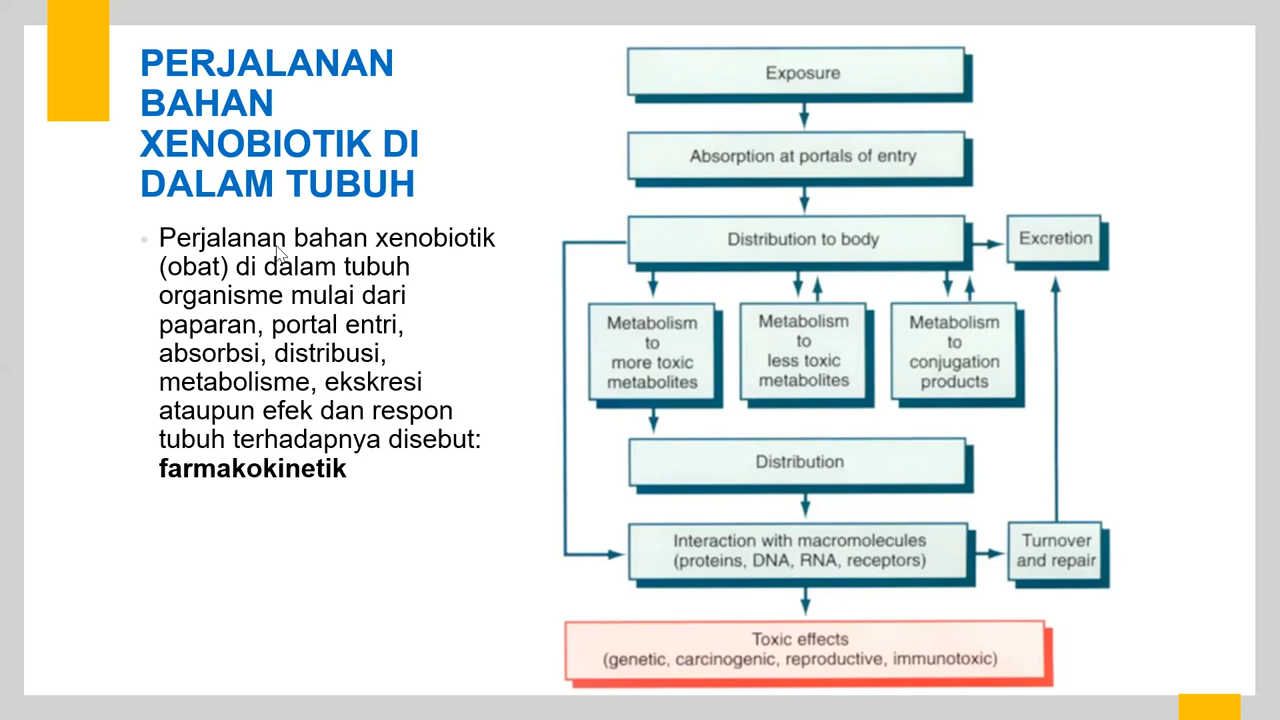 PERJALANAN
BAHAN
XENOBIOTIK DI
DALAM TUBUH
Perjalanan bahan xenobiotik
(obat) di dalam tubuh
organisme mulai dari
paparan, portal entri,
absorbsi, distribusi,
metabolisme, ekskresi
ataupun efek dan respon
tubuh terhadapnya disebut:
farmakokinetik
Exposure
Absorption at portals of entry
Distribution to body
Excretion
Metabolism
to
more toxic
metabolites
Metabolism
to
less toxic
metabolites
Metabolism
to
conjugation
products
Distribution
Interaction with macromolecules
(proteins, DNA, RNA, receptors)
Turnover
and repair
Toxic effects
(genetic, carcinogenic, reproductive, immunotoxic)